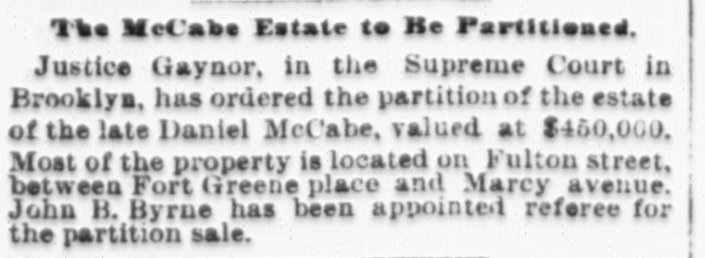 The McCabe Estate to Be Partitioned.
Justice Gaynor, in the Supreme Court in
Brooklyn, has ordered the partition of the estate
of the late Daniel McCabe, valued at $450,000.
Most of the property is located on Fulton street,
between Fort Greene place and Marcy avenue.
John B. Byrne has been appointed referee for
the partition sale.